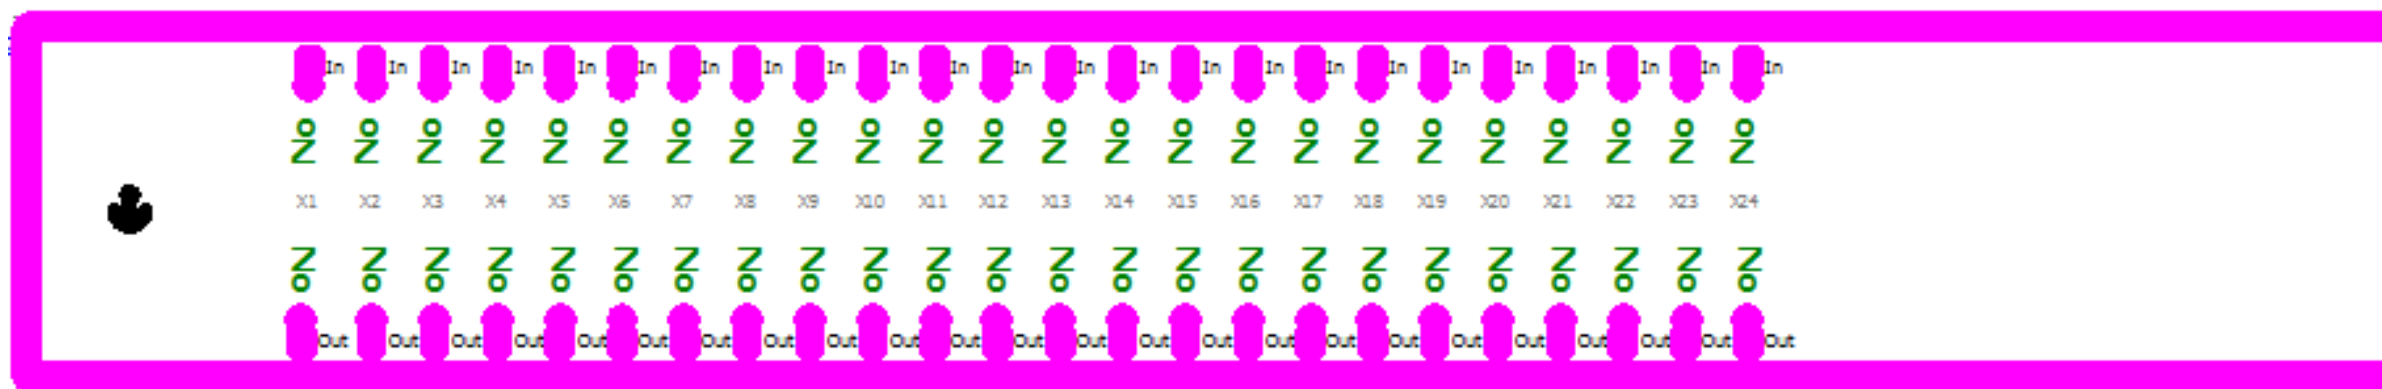 In In In In In In In In In In In In In In In In In In In In In In In In
No No No No No No No No No No No No No No No No No No No No No No No No
X1 X2 X3 X4 X5 X6 X7 X8 X9 X10 X11 X12 X13 X14 X15 X16 X17 X18 X19 X20 X21 X22 X23 X24
No No No No No No No No No No No No No No No No No No No No No No No No
Out Out Out Out Out Out Out Out Out Out Out Out Out Out Out Out Out Out Out Out Out Out Out Out